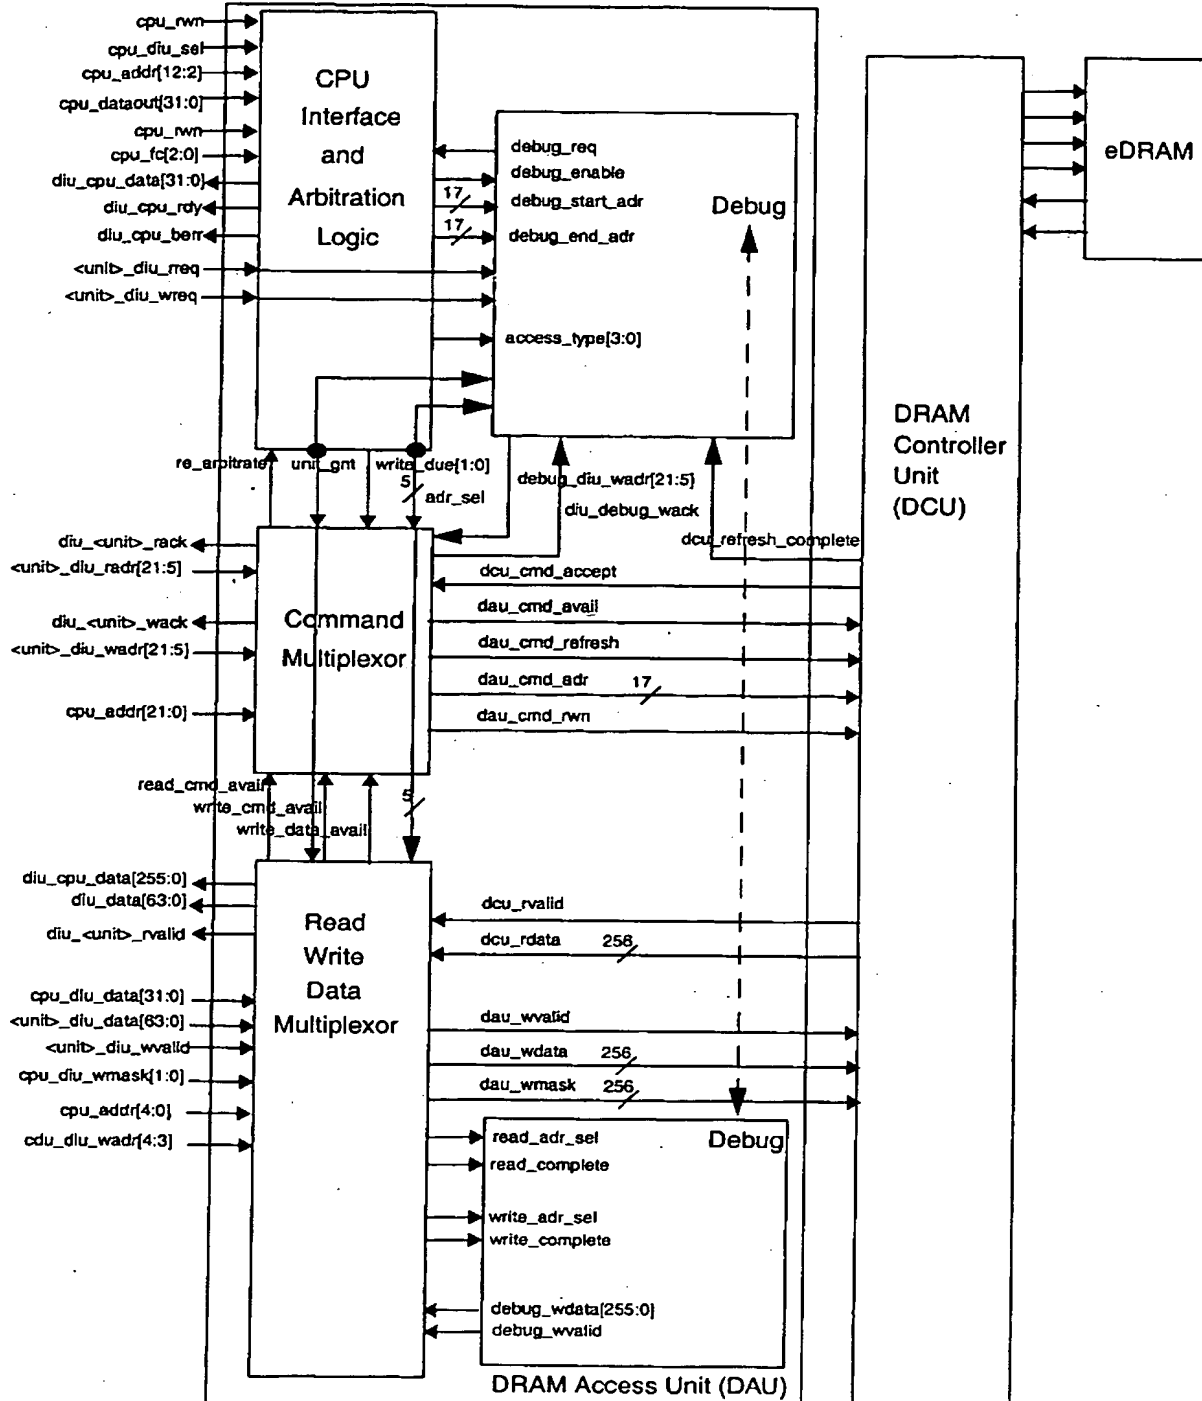 cpu_rwn
cpu_diu_sel
cpu_addr[12:2]
cpu_dataout[31:0]
cpu_rwn
cpu_fc[2:0]
diu_cpu_data[31:0]
diu_cpu_rdy
diu_cpu_berr
<unit>_diu_rreq
<unit>_diu_wreq
CPU
Interface
and
Arbitration
Logic
debug_req
debug_enable
17
debug_start_adr
17
debug_end_adr
access_type[3:0]
Debug
eDRAM
DRAM
Controller
Unit
(DCU)
re_arbitrate
unit_gnt
write_due[1:0]
5
adr_sel
debug_diu_wadr[21:5]
diu_debug_wack
dcu_refresh_complete
diu_<unit>_rack
<unit>_diu_radr[21:5]
diu_<unit>_wack
<unit>_diu_wadr[21:5]
cpu_addr[21:0]
Command
Multiplexor
dcu_cmd_accept
dau_cmd_avail
dau_cmd_refresh
dau_cmd_adr
17
dau_cmd_rwn
read_cmd_avail
write_cmd_avail
write_data_avail
5
diu_cpu_data[255:0]
diu_data[63:0]
diu_<unit>_rvalid
cpu_diu_data[31:0]
<unit>_diu_data[63:0]
<unit>_diu_wvalid
cpu_diu_wmask[1:0]
cpu_addr[4:0]
cdu_diu_wadr[4:3]
Read
Write
Data
Multiplexor
dcu_rvalid
dcu_rdata
256
dau_wvalid
dau_wdata
256
dau_wmask
256
read_adr_sel
read_complete
write_adr_sel
write_complete
debug_wdata[255:0]
debug_wvalid
Debug
DRAM Access Unit (DAU)